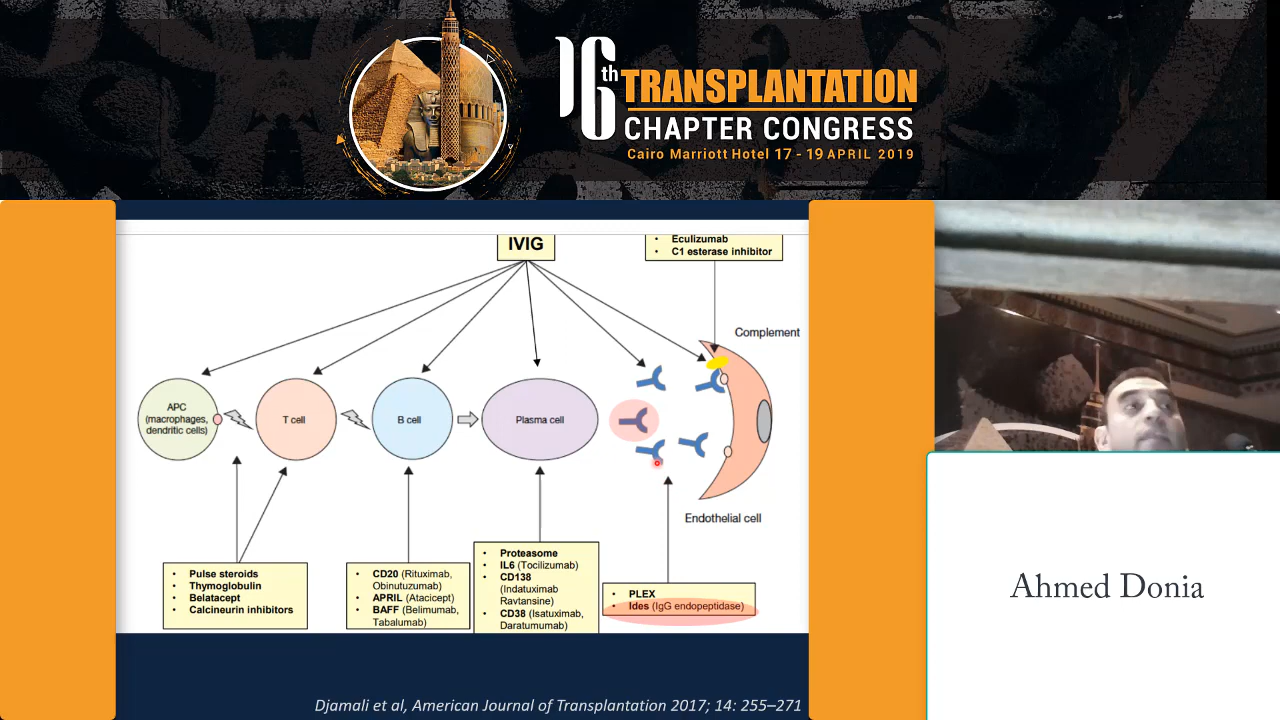 16th TRANSPLANTATION
CHAPTER CONGRESS
Cairo Marriott Hotel 17 - 19 APRIL 2019
IVIG
• Eculizumab
• C1 esterase inhibitor
Complement
APC
(macrophages,
dendritic cells)
T cell
B cell
Plasma cell
Endothelial cell
• Pulse steroids
• Thymoglobulin
• Belatacept
• Calcineurin inhibitors
• CD20 (Rituximab,
Obinutuzumab)
• APRIL (Atacicept)
• BAFF (Belimumab,
Tabalumab)
• Proteasome
• IL6 (Tocilizumab)
• CD138
(Indatuximab
Ravtansine)
• CD38 (Isatuximab,
Daratumumab)
• PLEX
• Ides (IgG endopeptidase)
Djamali et al, American Journal of Transplantation 2017; 14: 255–271
Ahmed Donia